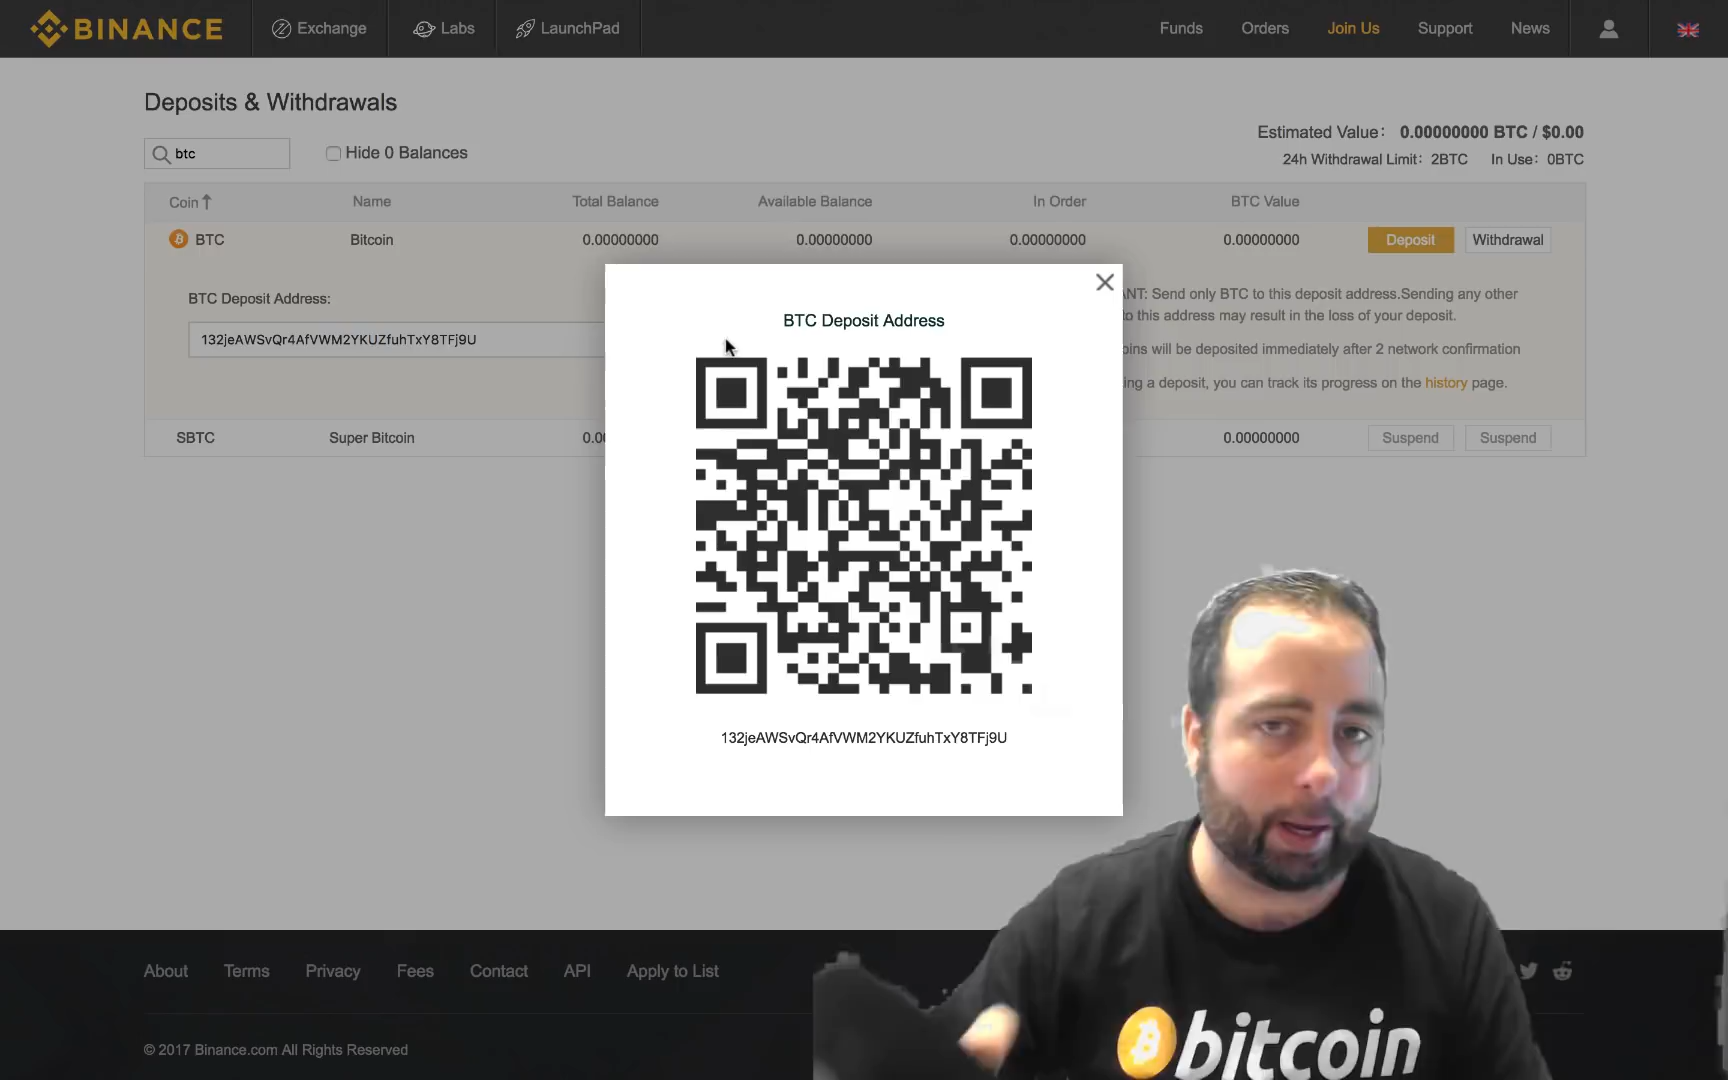 BINANCE
Exchange
Labs
LaunchPad
Funds
Orders
Join Us
Support
News
Deposits & Withdrawals
Estimated Value: 0.00000000 BTC / $0.00
btc
Hide 0 Balances
24h Withdrawal Limit: 2BTC In Use: 0BTC
Coin Name Total Balance Available Balance In Order BTC Value
BTC Bitcoin 0.00000000 0.00000000 0.00000000 0.00000000 Deposit Withdrawal
BTC Deposit Address:
132jeAWSvQr4AfVWM2YKUZfuhTxY8TFj9U
ANT: Send only BTC to this deposit address.Sending any other
to this address may result in the loss of your deposit.
oins will be deposited immediately after 2 network confirmation
ing a deposit, you can track its progress on the history page.
SBTC Super Bitcoin 0.00 0.00000000 Suspend Suspend
BTC Deposit Address
132jeAWSvQr4AfVWM2YKUZfuhTxY8TFj9U
About Terms Privacy Fees Contact API Apply to List
© 2017 Binance.com All Rights Reserved
bitcoin